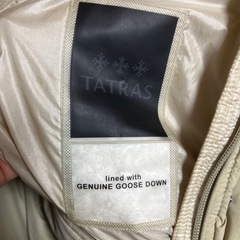 TATRAS
lined with
GENUINE GOOSE DOWN